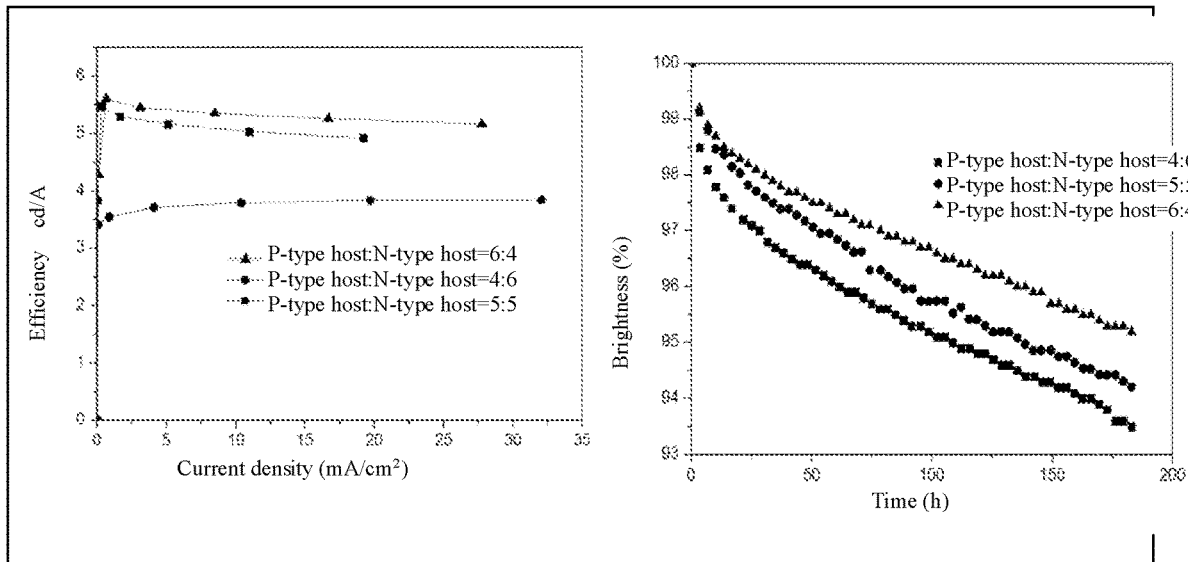 6
5
4
3
2
1
0
Efficiency cd/A
P-type host:N-type host=6:4
P-type host:N-type host=4:6
P-type host:N-type host=5:5
0
5
10
15
20
25
30
35
Current density (mA/cm²)
100
99
98
97
96
95
94
93
Brightness (%)
P-type host:N-type host=4:6
P-type host:N-type host=5:
P-type host:N-type host=6:4
0
50
100
150
200
Time (h)